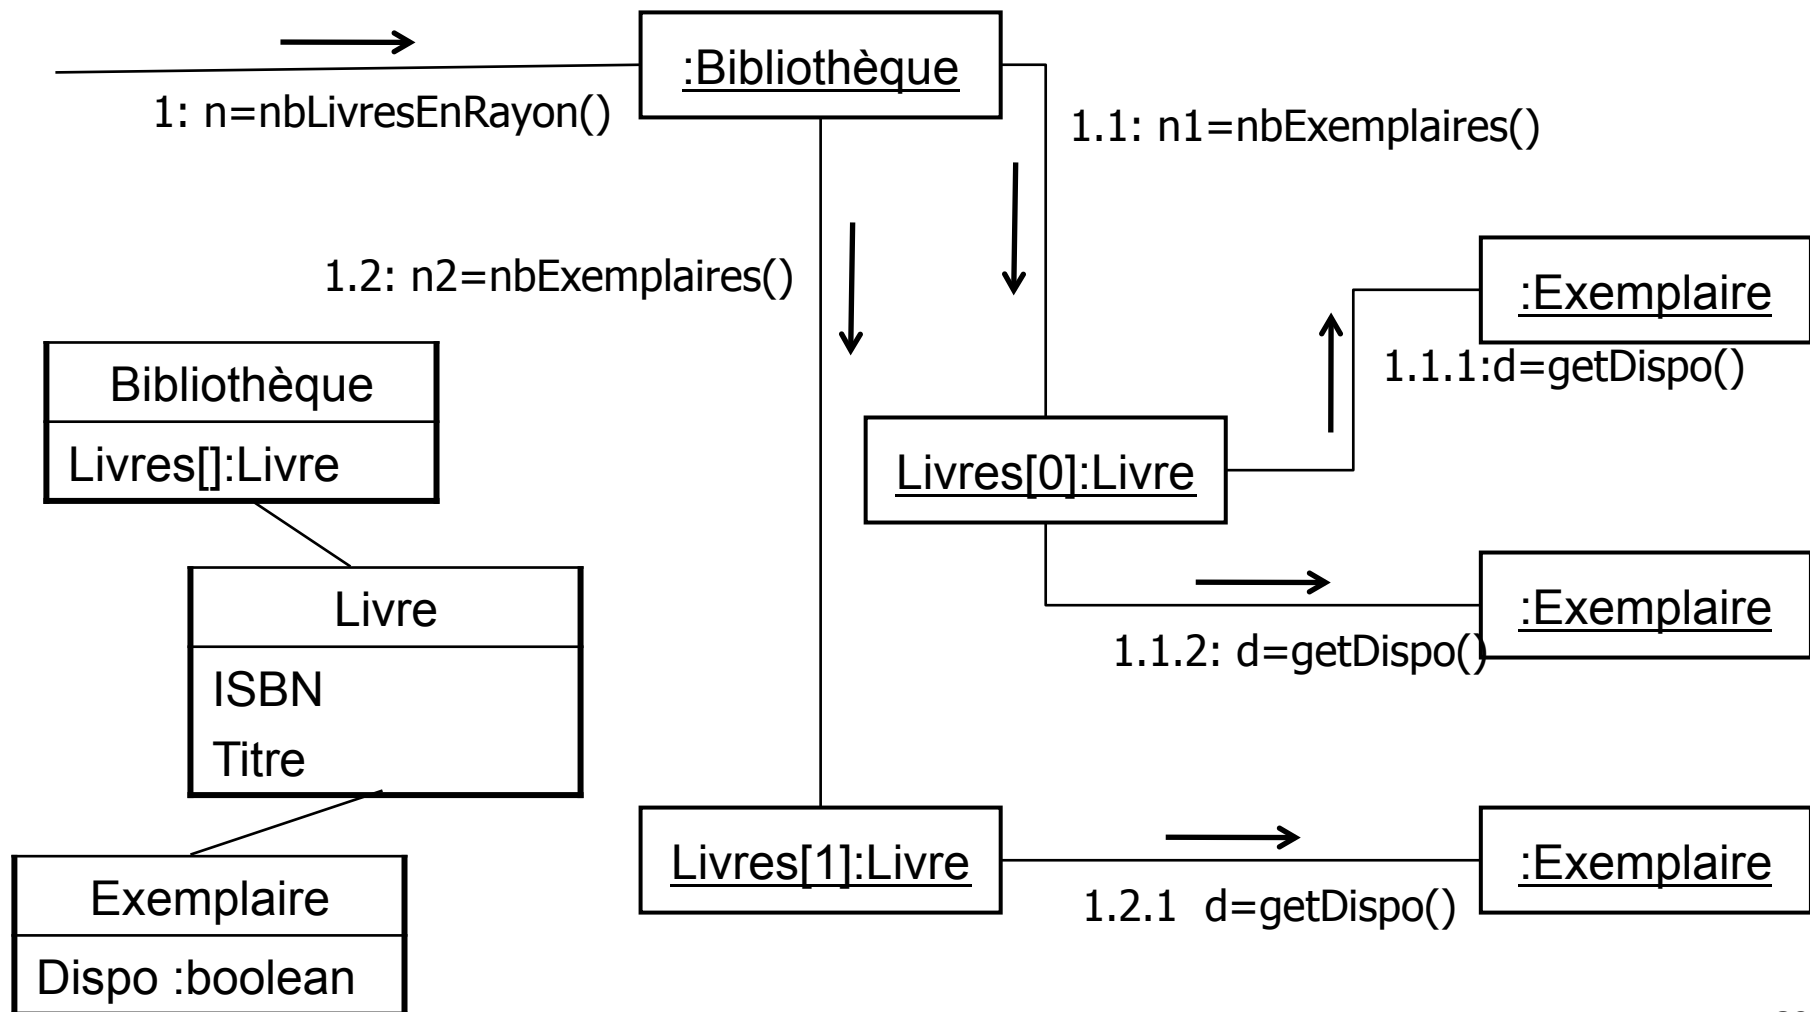 :Bibliothèque
1: n=nbLivresEnRayon()
1.1: n1=nbExemplaires()
1.2: n2=nbExemplaires()
:Exemplaire
1.1.1:d=getDispo()
Bibliothèque
Livres[]:Livre
Livres[0]:Livre
:Exemplaire
1.1.2: d=getDispo()
Livre
ISBN
Titre
Livres[1]:Livre
:Exemplaire
1.2.1 d=getDispo()
Exemplaire
Dispo :boolean